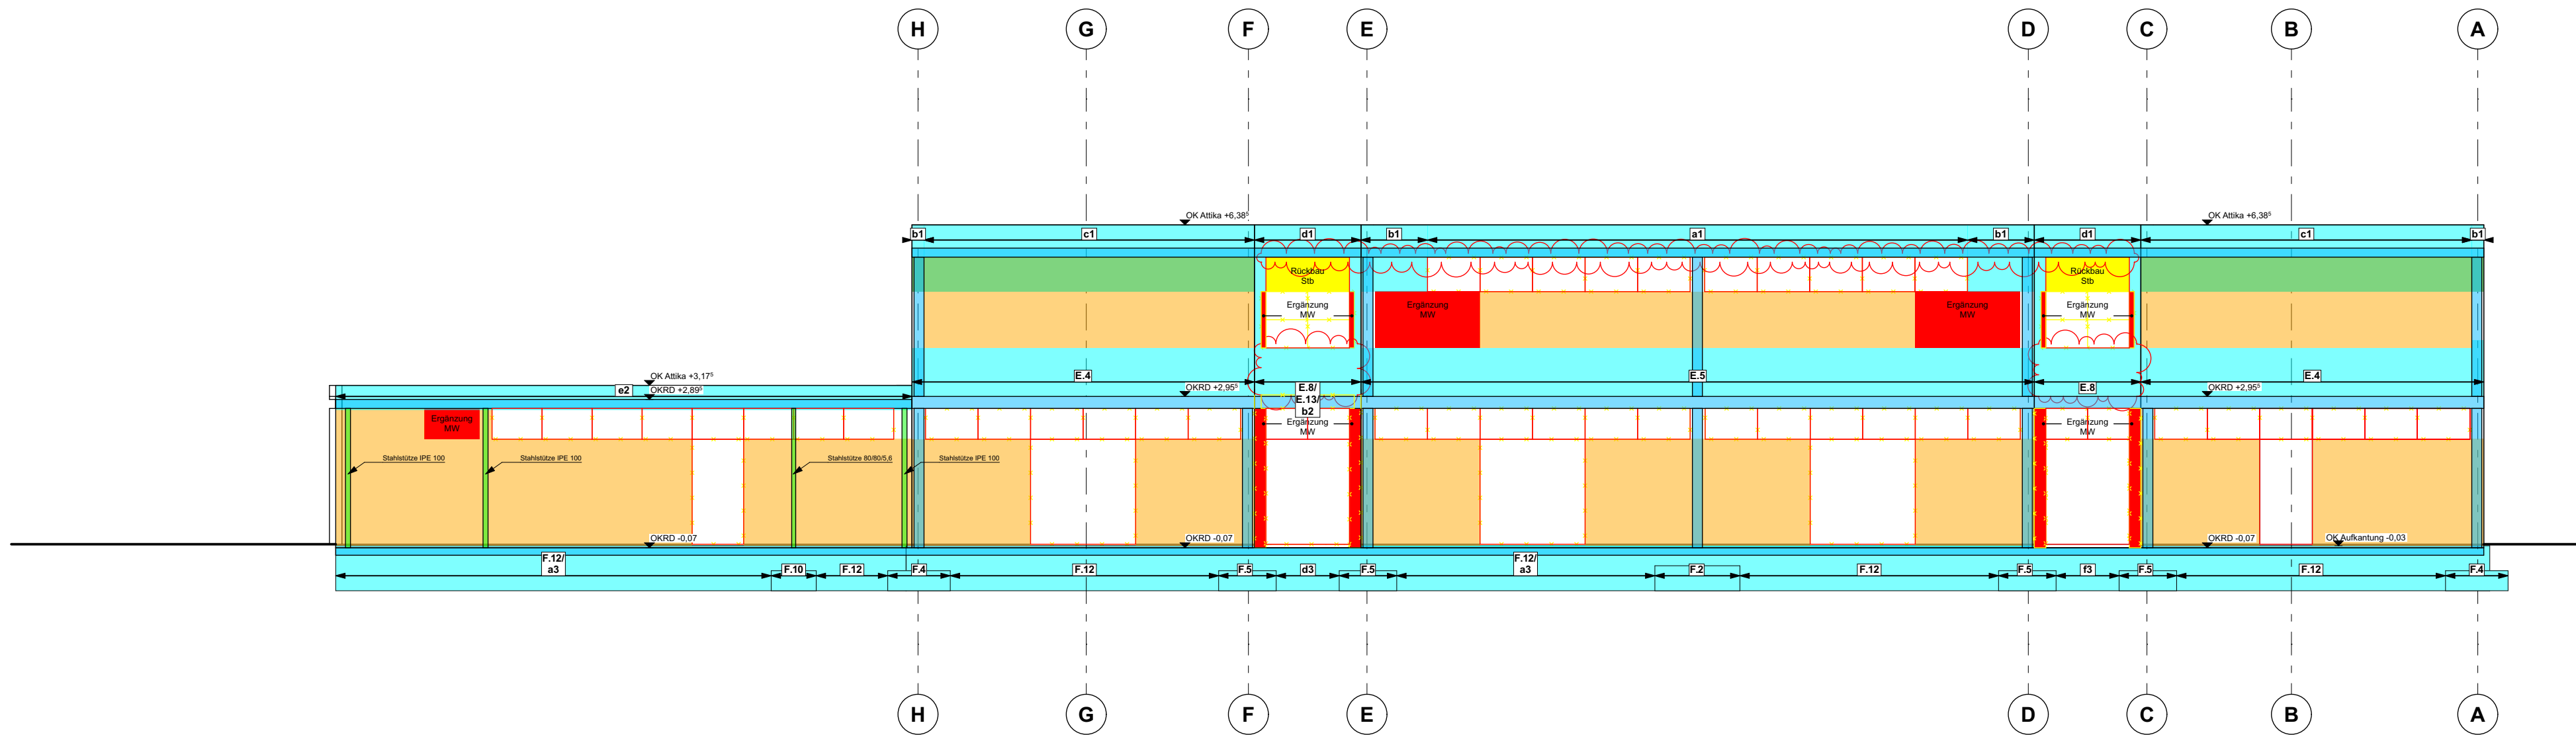 H G F E D C B A
OK Attika +6,38⁵ OK Attika +6,38⁵
b1 c1 d1 b1 a1 b1 d1 c1 b1
Rückbau
Stb
Rückbau
Stb
Ergänzung
MW
Ergänzung
MW
Ergänzung
MW
Ergänzung
MW
OK Attika +3,17⁵
e2 OKRD +2,89⁵
E.4 E.5 E.4
OKRD +2,95⁵ OKRD +2,95⁵
E.8/
E.13/
b2
E.8
Ergänzung
MW
Ergänzung
MW
Ergänzung
MW
Stahlstütze IPE 100 Stahlstütze IPE 100 Stahlstütze 80/80/5,6 Stahlstütze IPE 100
OKRD -0,07 OKRD -0,07 OKRD -0,07 OK Aufkantung -0,03
F.12/
a3
F.10 F.12 F.4 F.12 F.5 d3 F.5
F.12/
a3
F.2 F.12 F.5 f3 F.5 F.12 F.4
H G F E D C B A